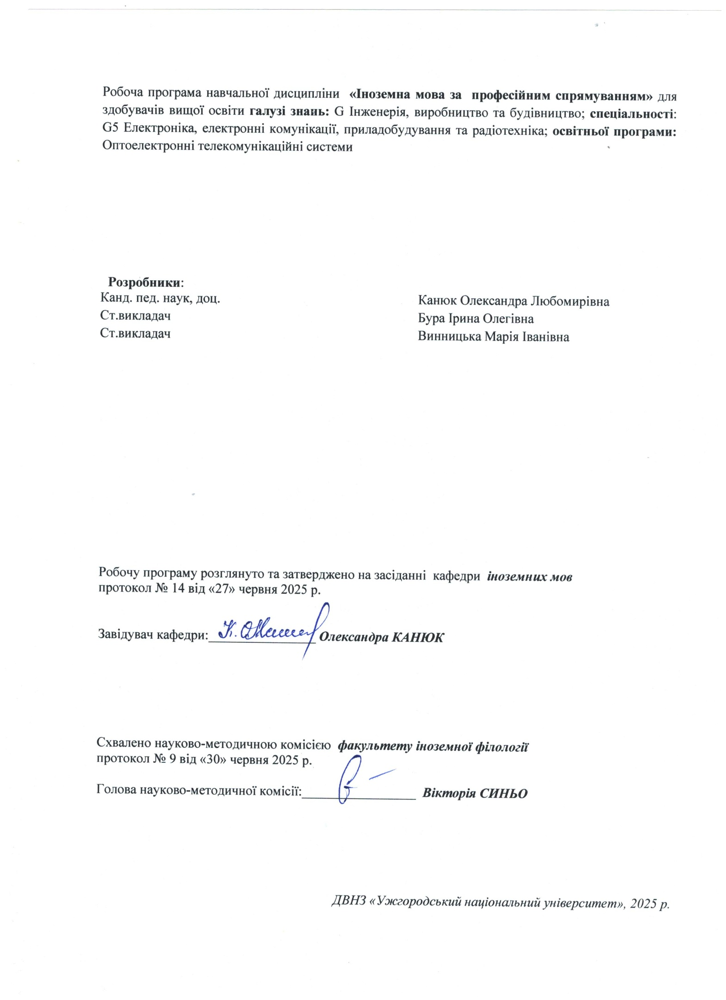 Робоча програма навчальної дисципліни «Іноземна мова за професійним спрямуванням» для
здобувачів вищої освіти галузі знань: G Інженерія, виробництво та будівництво; спеціальності:
G5 Електроніка, електронні комунікації, приладобудування та радіотехніка; освітньої програми:
Оптоелектронні телекомунікаційні системи
Розробники:
Канд. пед. наук, доц. Канюк Олександра Любомирівна
Ст.викладач Бура Ірина Олегівна
Ст.викладач Винницька Марія Іванівна
Робочу програму розглянуто та затверджено на засіданні кафедри іноземних мов
протокол № 14 від «27» червня 2025 р.
Завідувач кафедри:________________ Олександра КАНЮК
Схвалено науково-методичною комісією факультету іноземної філології
протокол № 9 від «30» червня 2025 р.
Голова науково-методичної комісії:_________________ Вікторія СИНЬО
ДВНЗ «Ужгородський національний університет», 2025 р.